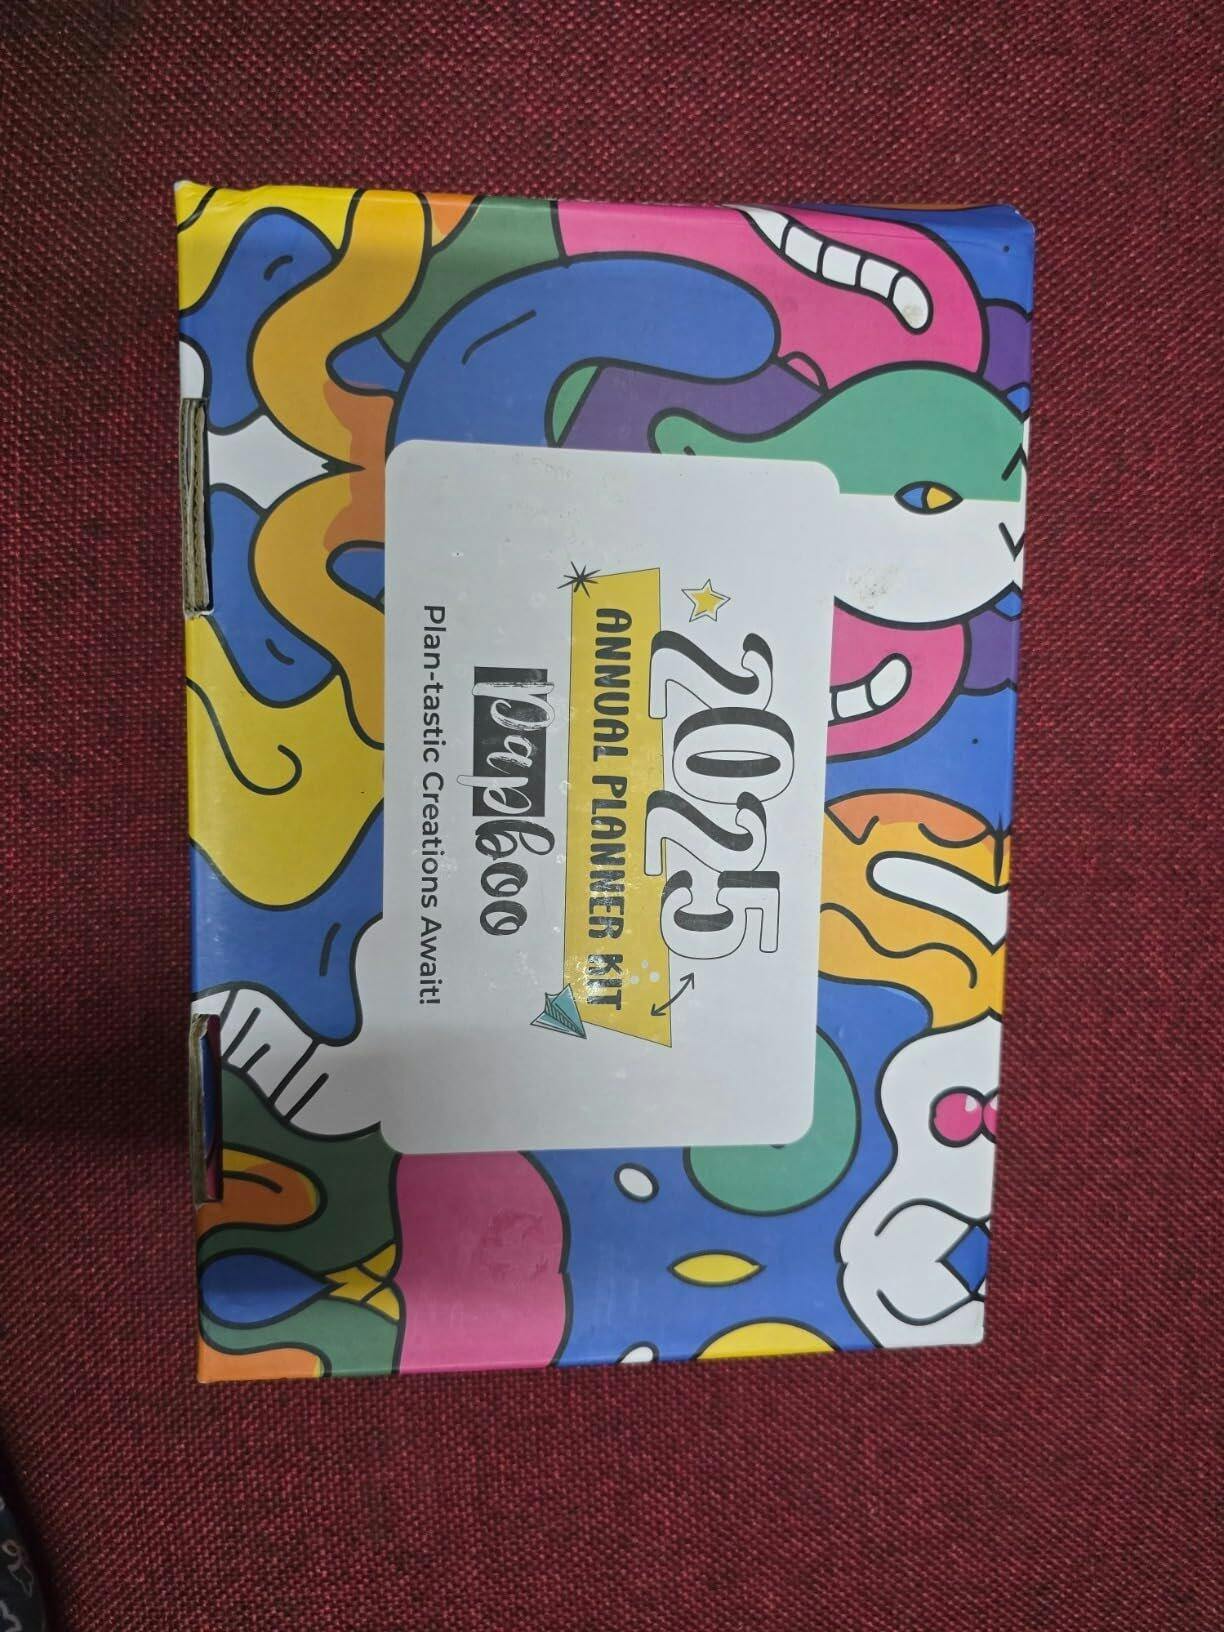 2025
ANNUAL PLANNER KIT
papboo
Plan-tastic Creations Await!